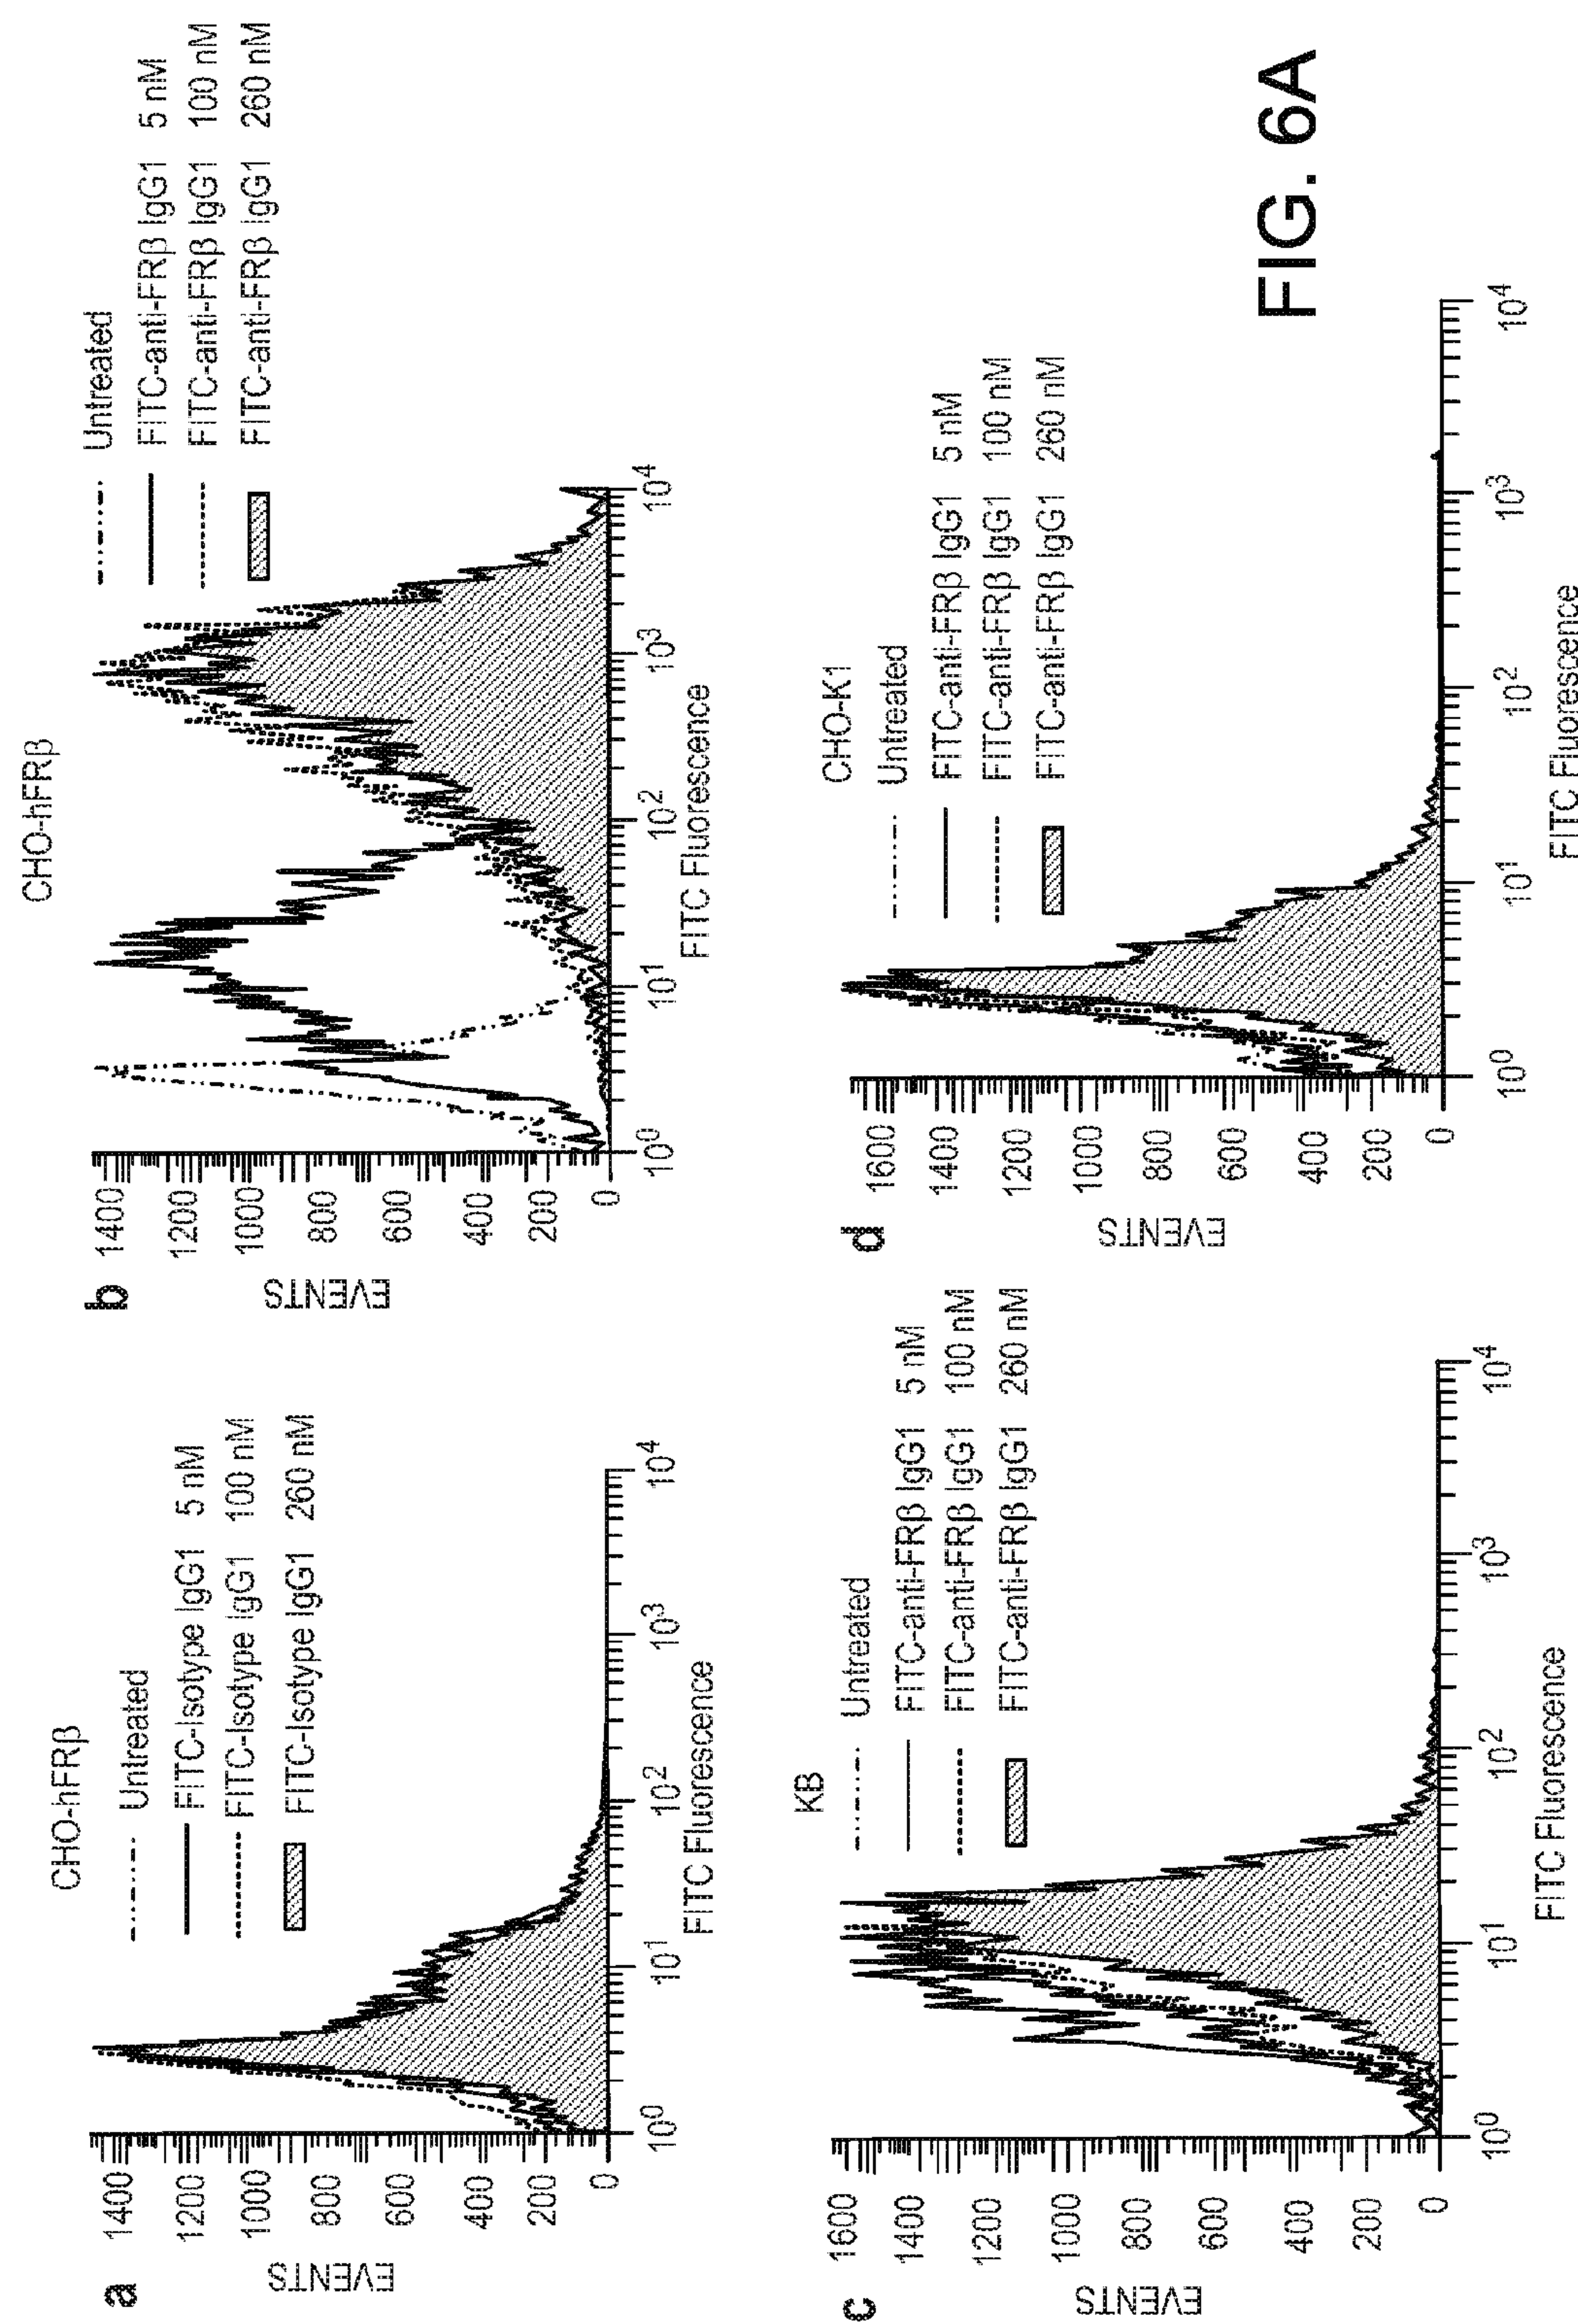 a
CHO-hFRβ
Untreated
FITC-Isotype IgG1 5 nM
FITC-Isotype IgG1 100 nM
FITC-Isotype IgG1 260 nM
EVENTS
1400
1200
1000
800
600
400
200
0
10⁰ 10¹ 10² 10³ 10⁴
FITC Fluorescence
b
CHO-hFRβ
Untreated
FITC-anti-FRβ IgG1 5 nM
FITC-anti-FRβ IgG1 100 nM
FITC-anti-FRβ IgG1 260 nM
EVENTS
1400
1200
1000
800
600
400
200
0
10⁰ 10¹ 10² 10³ 10⁴
FITC Fluorescence
c
KB
Untreated
FITC-anti-FRβ IgG1 5 nM
FITC-anti-FRβ IgG1 100 nM
FITC-anti-FRβ IgG1 260 nM
EVENTS
1600
1400
1200
1000
800
600
400
200
0
10⁰ 10¹ 10² 10³ 10⁴
FITC Fluorescence
d
CHO-K1
Untreated
FITC-anti-FRβ IgG1 5 nM
FITC-anti-FRβ IgG1 100 nM
FITC-anti-FRβ IgG1 260 nM
EVENTS
1600
1400
1200
1000
800
600
400
200
0
10⁰ 10¹ 10² 10³ 10⁴
FITC Fluorescence
FIG. 6A